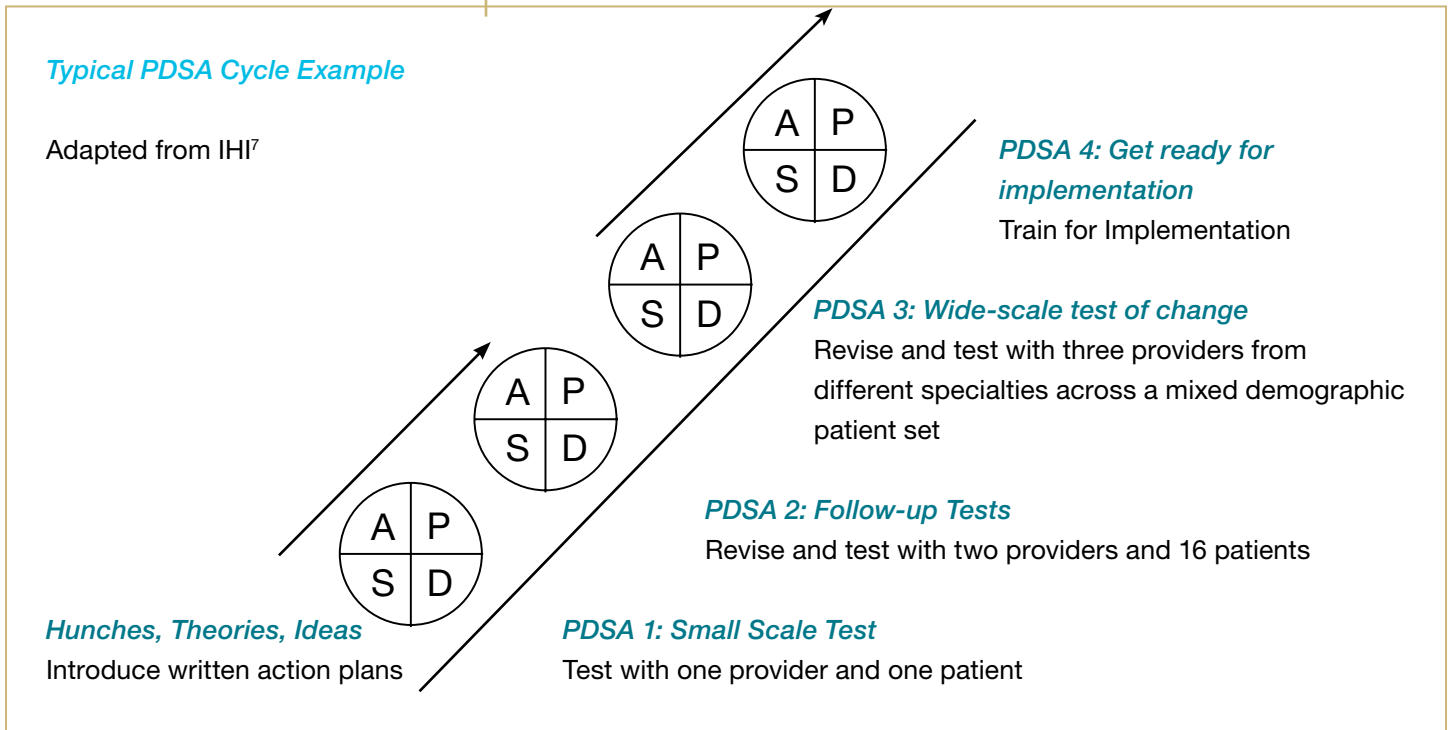 Typical PDSA Cycle Example
Adapted from IHI⁷
A P
S D
PDSA 4: Get ready for
implementation
Train for Implementation
A P
S D
PDSA 3: Wide-scale test of change
Revise and test with three providers from
different specialties across a mixed demographic
patient set
A P
S D
PDSA 2: Follow-up Tests
Revise and test with two providers and 16 patients
A P
S D
Hunches, Theories, Ideas
Introduce written action plans
PDSA 1: Small Scale Test
Test with one provider and one patient